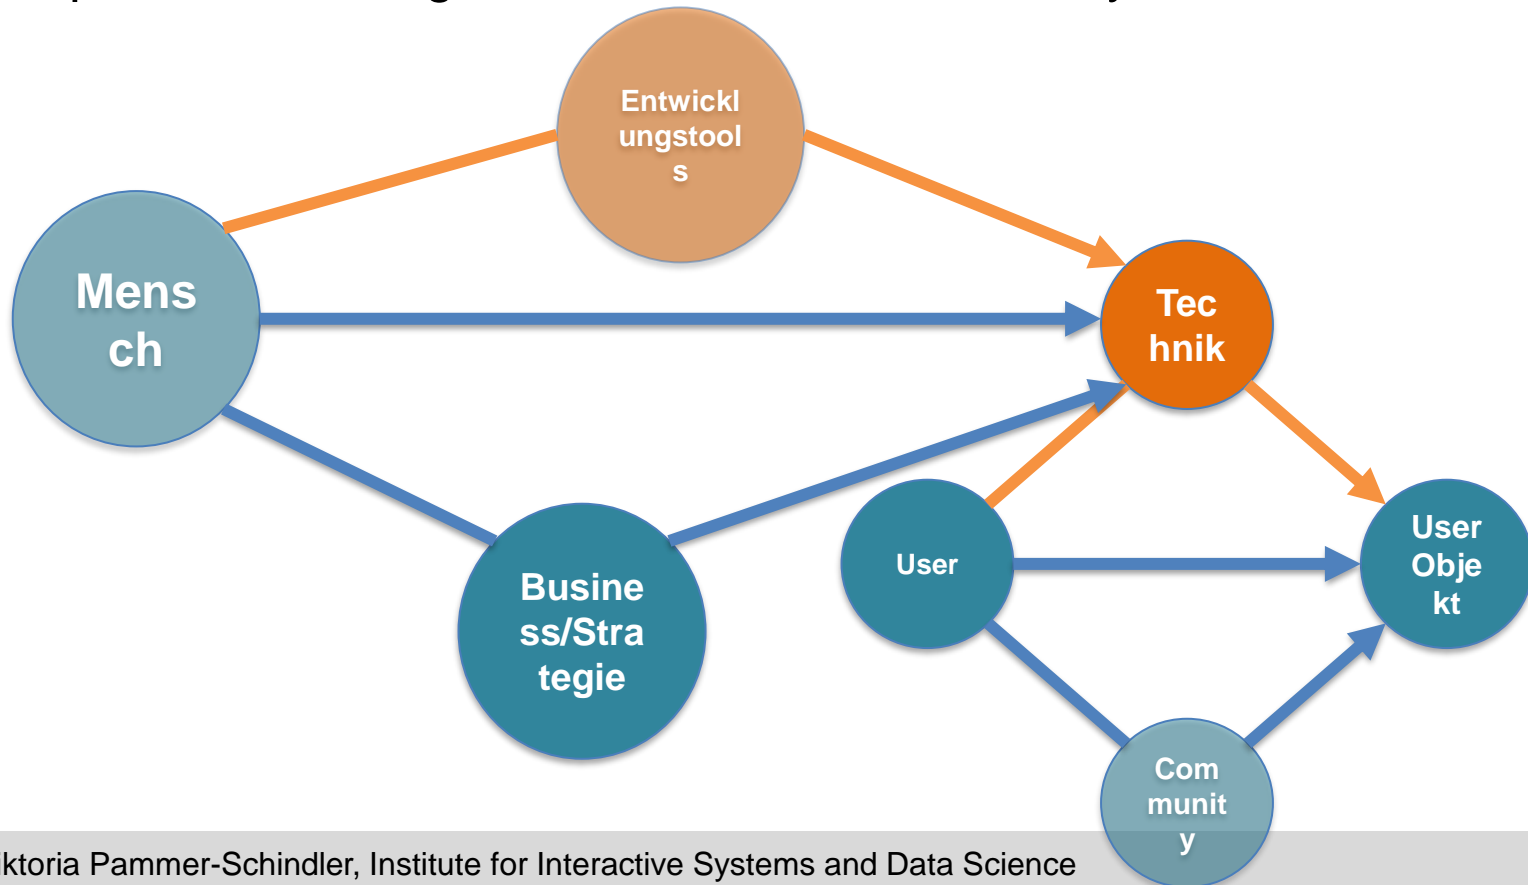 Entwickl
ungstool
s
Mens
ch
Tec
hnik
User
User
Obje
kt
Busine
ss/Stra
tegie
Com
munit
y
iktoria Pammer-Schindler, Institute for Interactive Systems and Data Science